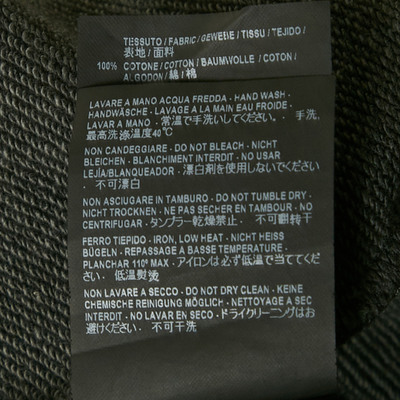 TESSUTO / FABRIC / GEWEBE / TISSU / TEJIDO /
表地 / 面料
100% COTONE / COTTON / BAUMVOLLE / COTON /
ALGODON / 綿 / 棉
LAVARE A MANO ACQUA FREDDA - HAND WASH -
HANDWÄSCHE - LAVAGE A LA MAIN EAU FROIDE -
LAVAR A MANO - 常温で手洗いしてください。 - 手洗,
最高洗涤温度40℃
NON CANDEGGIARE - DO NOT BLEACH - NICHT
BLEICHEN - BLANCHIMENT INTERDIT - NO USAR
LEJÍA/BLANQUEADOR - 漂白剤を使用しないでくださ
い。 - 不可漂白
NON ASCIUGARE IN TAMBURO - DO NOT TUMBLE DRY -
NICHT TROCKNEN - NE PAS SECHER EN TAMBOUR - NO
CENTRIFUGAR - タンブラー乾燥禁止 - 不可翻转干
FERRO TIEPIDO - IRON, LOW HEAT - NICHT HEISS
BÜGELN - REPASSAGE A BASSE TEMPERATURE -
PLANCHAR 110º MAX - アイロンは必ず低温で当ててくだ
さい - 低温熨烫
NON LAVARE A SECCO - DO NOT DRY CLEAN - KEINE
CHEMISCHE REINIGUNG MÖGLICH - NETTOYAGE A SEC
INTERDIT - NO LAVAR EN SECO - ドライクリーニングはお
避けください - 不可干洗